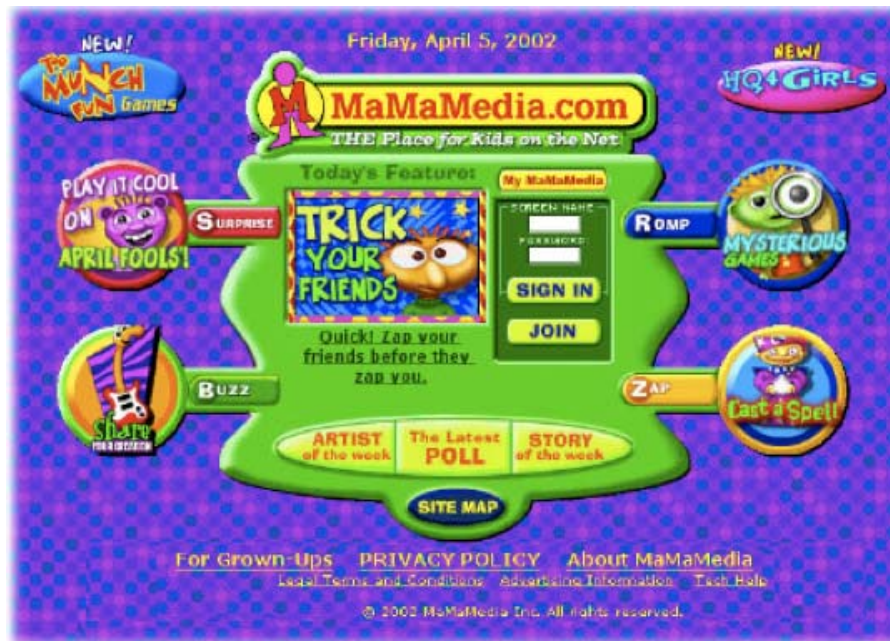 Friday, April 5, 2002
NEW!
The
MUNCH
FUN Games
NEW!
HQ4GiRLS
MaMaMedia.com
THE Place for Kids on the Net
Today's Feature:
My MaMaMedia
PLAY IT COOL
ON
APRIL FOOLS!
SURPRISE
TRICK
YOUR
FRIENDS
SCREEN NAME
PASSWORD:
SIGN IN
JOIN
ROMP
MYSTERIOUS
GAMES
Quick! Zap your
friends before they
zap you.
BUZZ
share
YOUR CREATION
ZAP
Cast a Spell
ARTIST
of the week
The Latest
POLL
STORY
of the week
SITE MAP
For Grown-Ups PRIVACY POLICY About MaMaMedia
Legal Terms and Conditions Advertising Information Tech Help
© 2002 MaMaMedia Inc. All rights reserved.